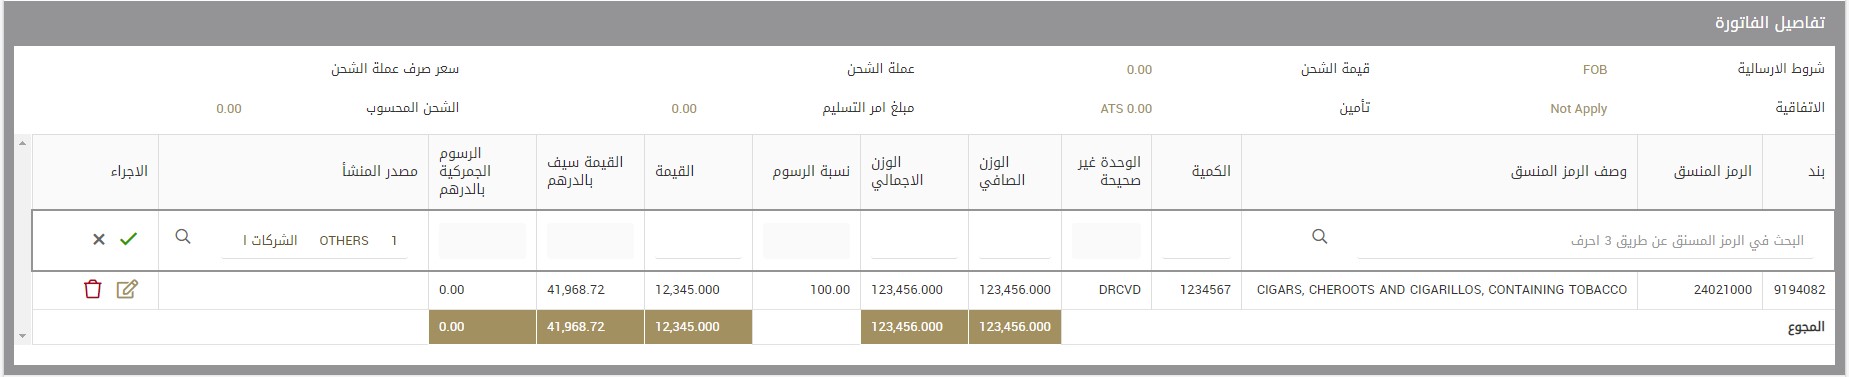 تفاصيل الفاتورة
شروط الارسالية FOB قيمة الشحن 0.00 عملة الشحن سعر صرف عملة الشحن
الاتفاقية Not Apply تأمين ATS 0.00 مبلغ امر التسليم 0.00 الشحن المحسوب 0.00
بند الرمز المنسق وصف الرمز المنسق الكمية الوحدة غير صحيحة الوزن الصافي الوزن الاجمالي نسبة الرسوم القيمة القيمة سيف بالدرهم الرسوم الجمركية بالدرهم مصدر المنشأ الاجراء
البحث في الرمز المسنق عن طريق 3 احرف 1 OTHERS الشركات ا
9194082 24021000 CIGARS, CHEROOTS AND CIGARILLOS, CONTAINING TOBACCO 1234567 DRCVD 123,456.000 123,456.000 100.00 12,345.000 41,968.72 0.00
المجوع 123,456.000 123,456.000 12,345.000 41,968.72 0.00